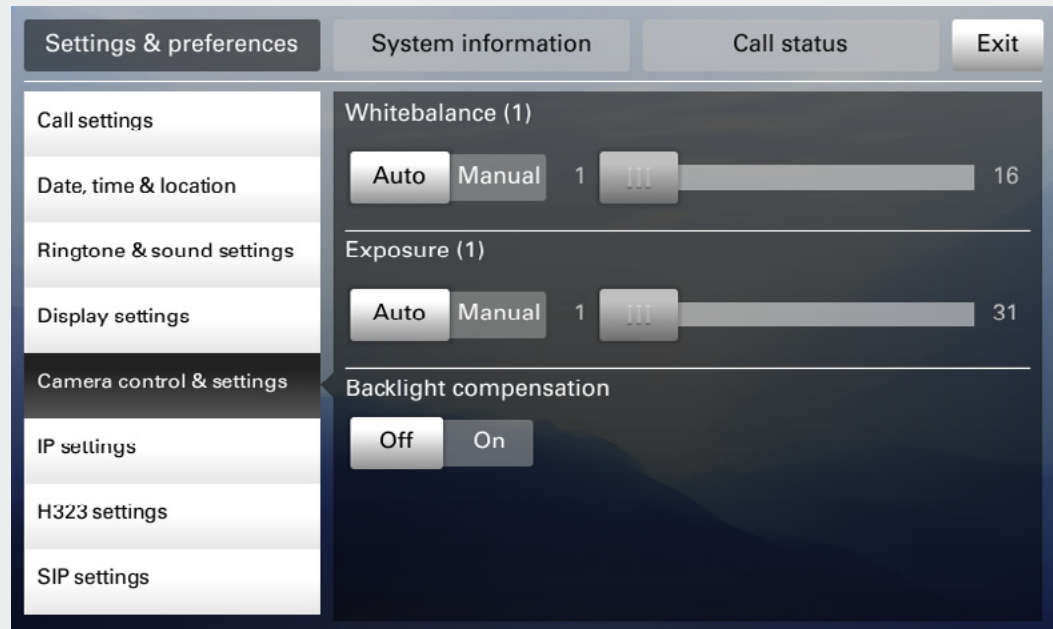 Settings & preferences System information Call status Exit
Call settings
Date, time & location
Ringtone & sound settings
Display settings
Camera control & settings
IP settings
H323 settings
SIP settings
Whitebalance (1)
Auto Manual 1 16
Exposure (1)
Auto Manual 1 31
Backlight compensation
Off On